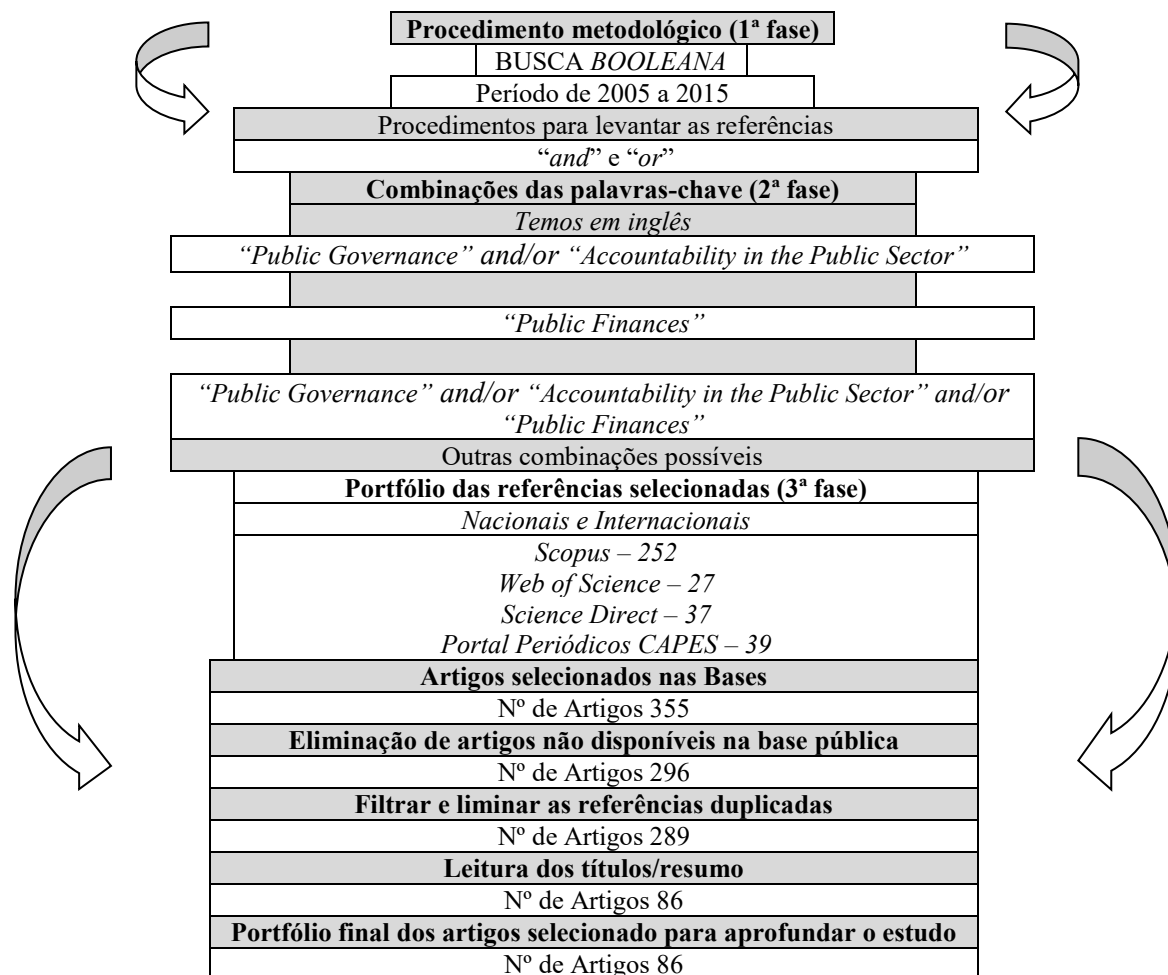 Procedimento metodológico (1ª fase)
BUSCA BOOLEANA
Período de 2005 a 2015
Procedimentos para levantar as referências
“and” e “or”
Combinações das palavras-chave (2ª fase)
Temos em inglês
“Public Governance” and/or “Accountability in the Public Sector”
“Public Finances”
“Public Governance” and/or “Accountability in the Public Sector” and/or
“Public Finances”
Outras combinações possíveis
Portfólio das referências selecionadas (3ª fase)
Nacionais e Internacionais
Scopus – 252
Web of Science – 27
Science Direct – 37
Portal Periódicos CAPES – 39
Artigos selecionados nas Bases
Nº de Artigos 355
Eliminação de artigos não disponíveis na base pública
Nº de Artigos 296
Filtrar e liminar as referências duplicadas
Nº de Artigos 289
Leitura dos títulos/resumo
Nº de Artigos 86
Portfólio final dos artigos selecionado para aprofundar o estudo
Nº de Artigos 86